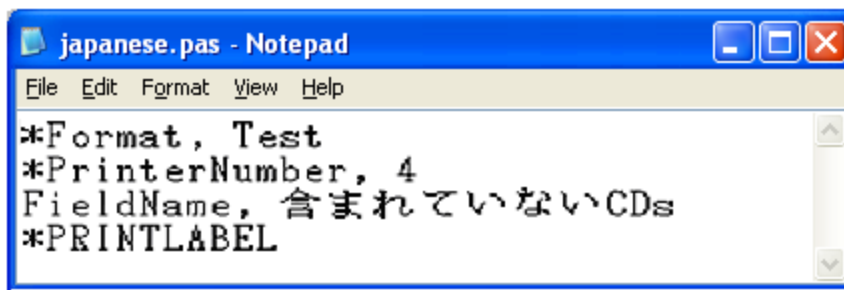 japanese.pas - Notepad
File Edit Format View Help
*Format, Test
*PrinterNumber, 4
FieldName, 含まれていないCDs
*PRINTLABEL